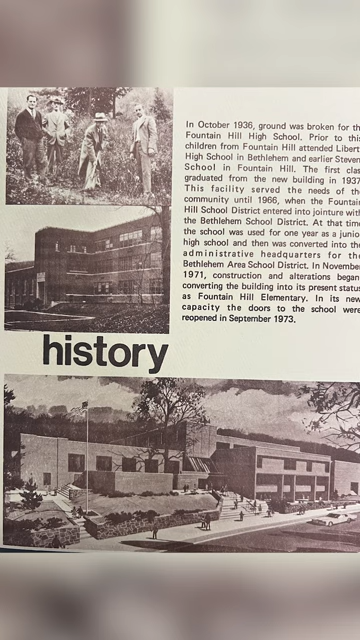 In October 1936, ground was broken for th
Fountain Hill High School. Prior to this
children from Fountain Hill attended Libert
High School in Bethlehem and earlier Steven
School in Fountain Hill. The first clas
graduated from the new building in 1937
This facility served the needs of the
community until 1966, when the Fountain
Hill School District entered into jointure with
the Bethlehem School District. At that time
the school was used for one year as a junio
high school and then was converted into the
administrative headquarters for the
Bethlehem Area School District. In November
1971, construction and alterations began
converting the building into its present status
as Fountain Hill Elementary. In its new
capacity the doors to the school were
reopened in September 1973.
history